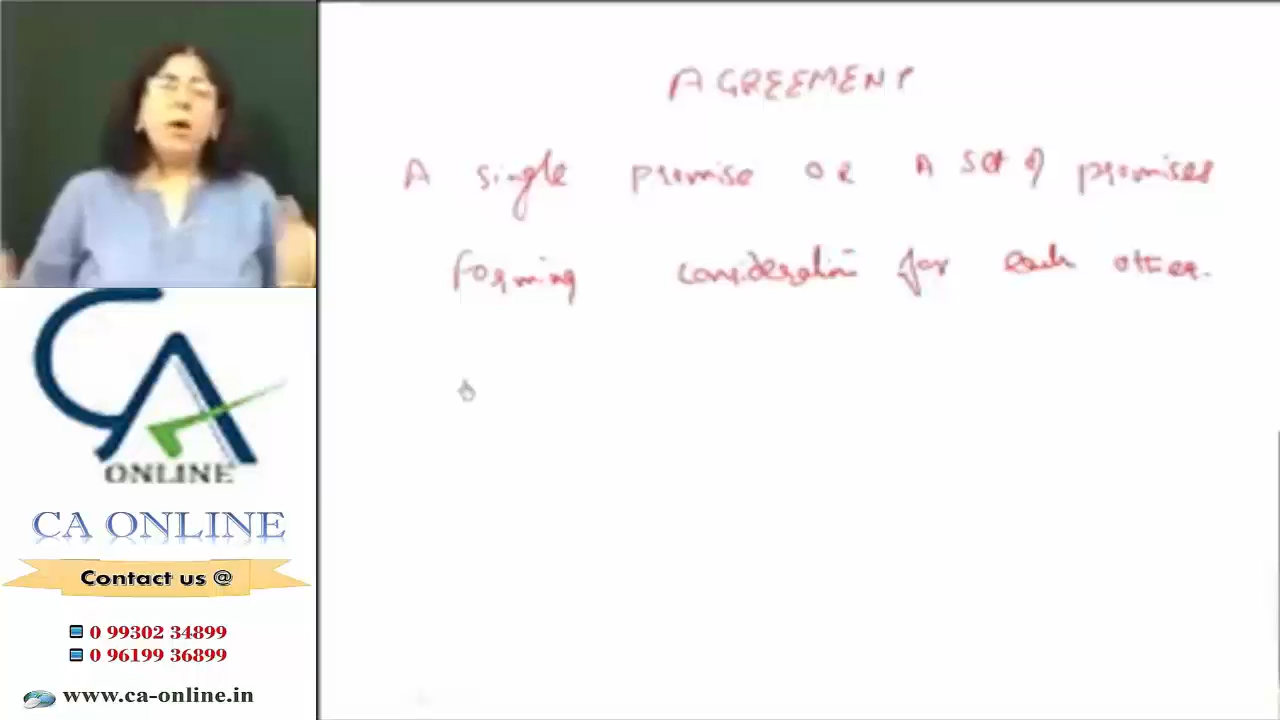 AGREEMENT
A single promise OR A set of promises
forming consideration for each other.
CA
ONLINE
CA ONLINE
Contact us @
0 99302 34899
0 96199 36899
www.ca-online.in